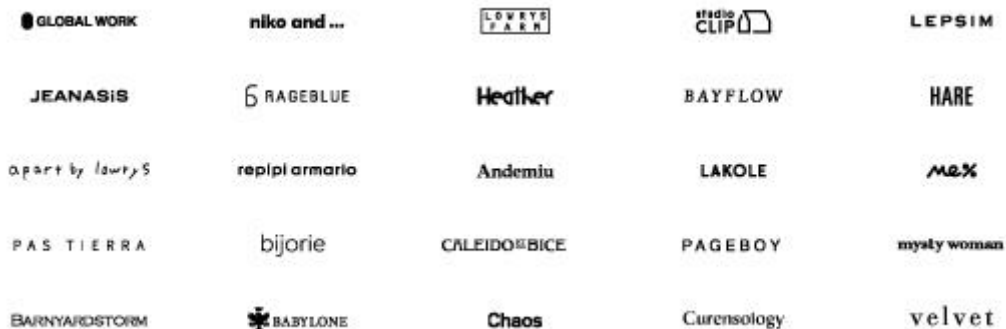 GLOBAL WORK
niko and ...
LOWRYS FARM
studio CLIP
LEPSIM
JEANASiS
RAGEBLUE
Heather
BAYFLOW
HARE
apart by lowrys
repipi armario
Andemiu
LAKOLE
PAS TIERRA
bijorie
CALEIDO ET BICE
PAGEBOY
mysty woman
BARNYARDSTORM
BABYLONE
Chaos
Curensology
velvet